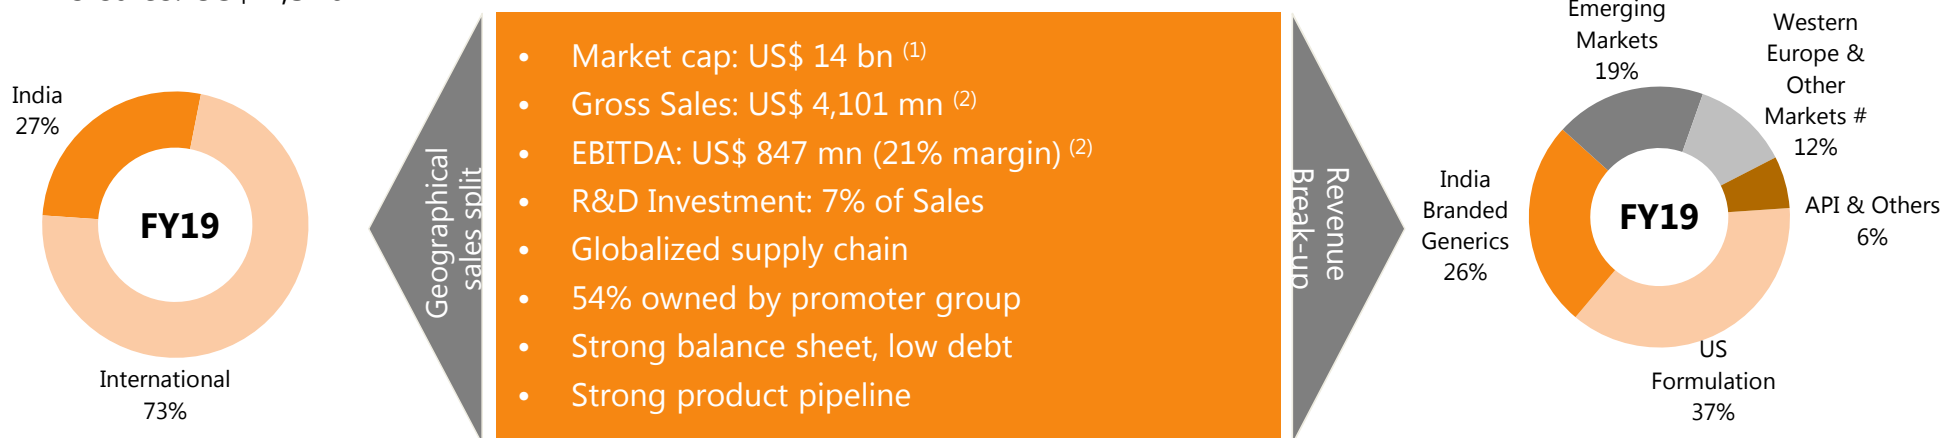 India
27%
FY19
International
73%
Geographical
sales split
• Market cap: US$ 14 bn (1)
• Gross Sales: US$ 4,101 mn (2)
• EBITDA: US$ 847 mn (21% margin) (2)
• R&D Investment: 7% of Sales
• Globalized supply chain
• 54% owned by promoter group
• Strong balance sheet, low debt
• Strong product pipeline
Revenue
Break-up
Emerging
Markets
19%
Western
Europe &
Other
Markets #
12%
India
Branded
Generics
26%
FY19
API & Others
6%
US
Formulation
37%